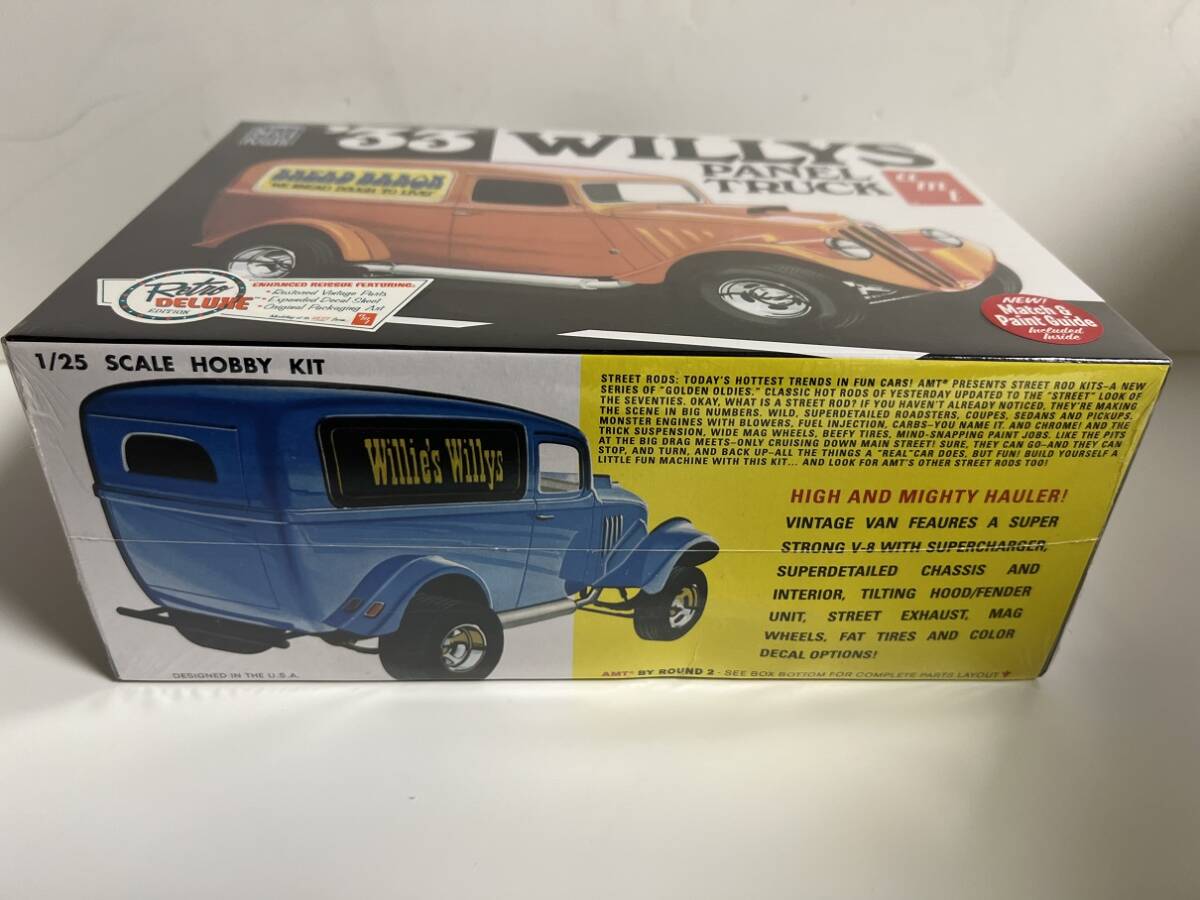 '33 WILLYS
PANEL
TRUCK
amt
BREAD BARON
WE BREAD DOUGH TO LIVE!
Retro
DELUXE
EDITION
ENHANCED REISSUE FEATURING:
• Restored Vintage Parts
• Expanded Decal Sheet
• Original Packaging Art
NEW!
Match &
Paint Guide
Included
Inside
1/25 SCALE HOBBY KIT
Willie's Willys
DESIGNED IN THE U.S.A.
STREET RODS: TODAY'S HOTTEST TRENDS IN FUN CARS! AMT® PRESENTS STREET ROD KITS–A NEW
SERIES OF "GOLDEN OLDIES." CLASSIC HOT RODS OF YESTERDAY UPDATED TO THE "STREET" LOOK OF
THE SEVENTIES. OKAY, WHAT IS A STREET ROD? IF YOU HAVEN'T ALREADY NOTICED, THEY'RE MAKING
THE SCENE IN BIG NUMBERS. WILD, SUPERDETAILED ROADSTERS, COUPES, SEDANS AND PICKUPS.
MONSTER ENGINES WITH BLOWERS, FUEL INJECTION, CARBS–YOU NAME IT. AND CHROME! AND THE
TRICK SUSPENSION, WIDE MAG WHEELS, BEEFY TIRES, MIND-SNAPPING PAINT JOBS. LIKE THE PITS
AT THE BIG DRAG MEETS–ONLY CRUISING DOWN MAIN STREET! SURE, THEY CAN GO–AND THEY CAN
STOP, AND TURN, AND BACK UP–ALL THE THINGS A "REAL" CAR DOES, BUT FUN! BUILD YOURSELF A
LITTLE FUN MACHINE WITH THIS KIT... AND LOOK FOR AMT'S OTHER STREET RODS TOO!
HIGH AND MIGHTY HAULER!
VINTAGE VAN FEAURES A SUPER
STRONG V-8 WITH SUPERCHARGER,
SUPERDETAILED CHASSIS AND
INTERIOR, TILTING HOOD/FENDER
UNIT, STREET EXHAUST, MAG
WHEELS, FAT TIRES AND COLOR
DECAL OPTIONS!
AMT® BY ROUND 2 - SEE BOX BOTTOM FOR COMPLETE PARTS LAYOUT